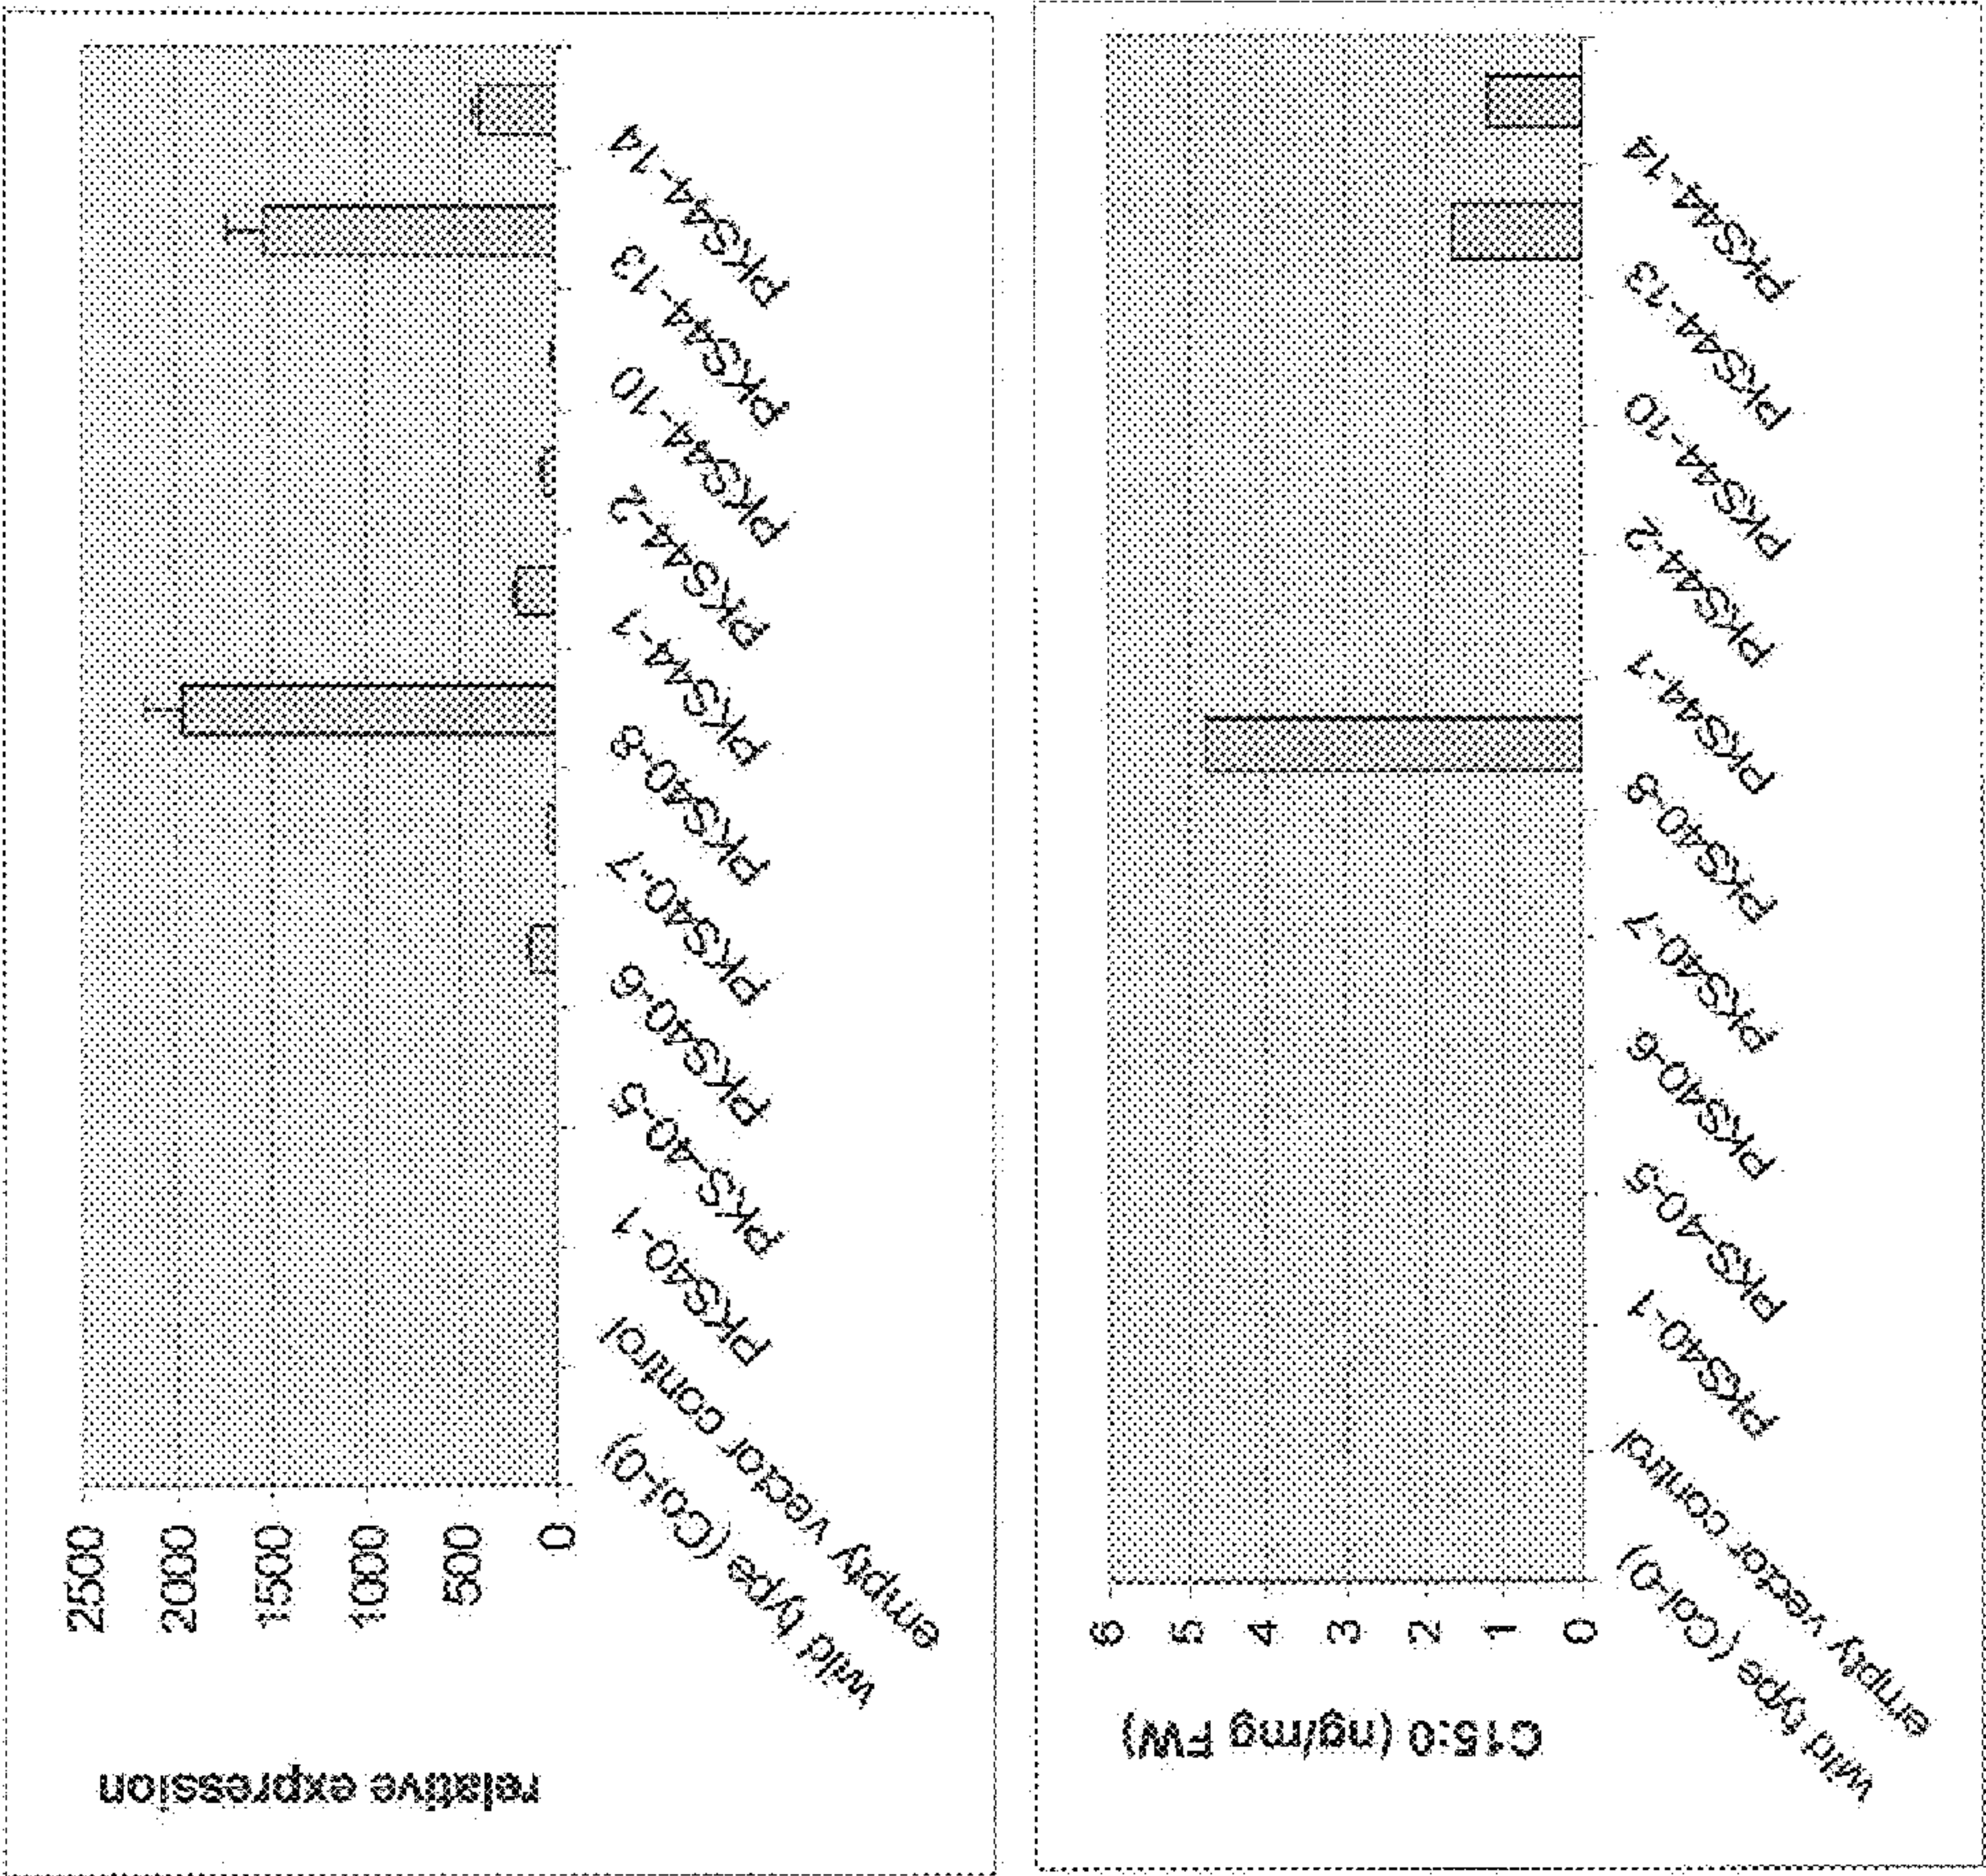 relative expression
2500
2000
1500
1000
500
0
wild type (Col-0)
empty vector control
PKS40-1
PKS-40-5
PKS40-6
PKS40-7
PKS40-8
PKS44-1
PKS44-2
PKS44-10
PKS44-13
PKS44-14
C15:0 (ng/mg FW)
6
5
4
3
2
1
0
wild type (Col-0)
empty vector control
PKS40-1
PKS-40-5
PKS40-6
PKS40-7
PKS40-8
PKS44-1
PKS44-2
PKS44-10
PKS44-13
PKS44-14